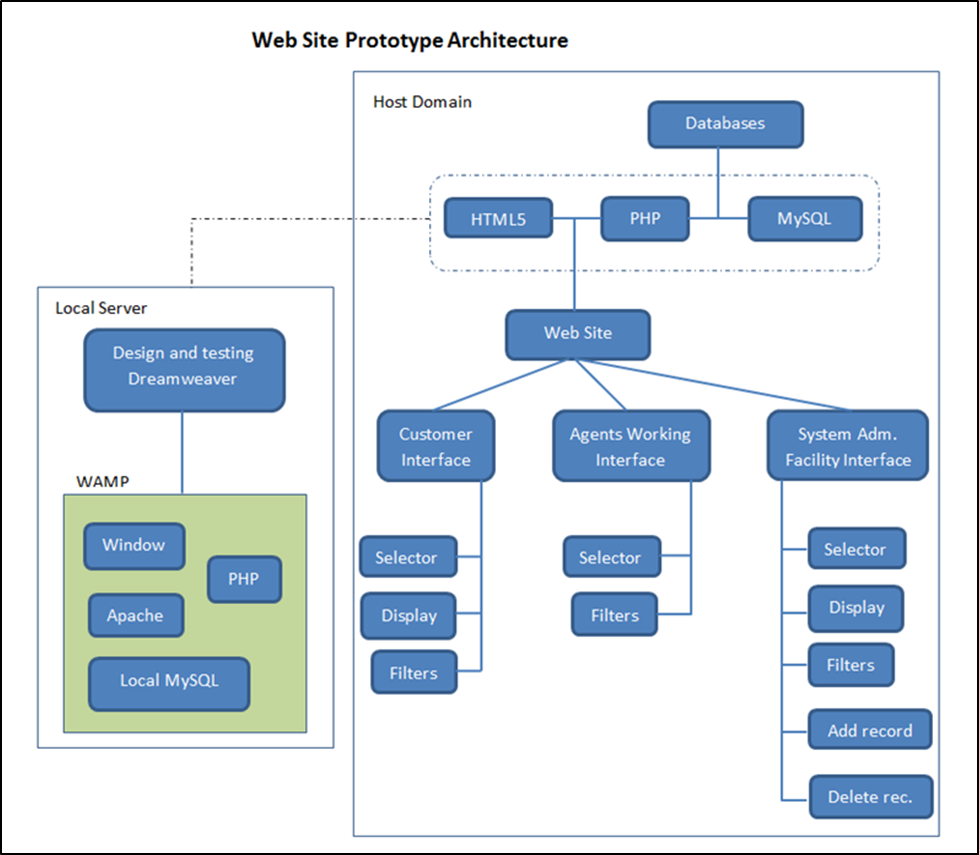 Web Site Prototype Architecture
Host Domain
Databases
HTML5
PHP
MySQL
Web Site
Customer
Interface
Selector
Display
Filters
Agents Working
Interface
Selector
Filters
System Adm.
Facility Interface
Selector
Display
Filters
Add record
Delete rec.
Local Server
Design and testing
Dreamweaver
WAMP
Window
PHP
Apache
Local MySQL